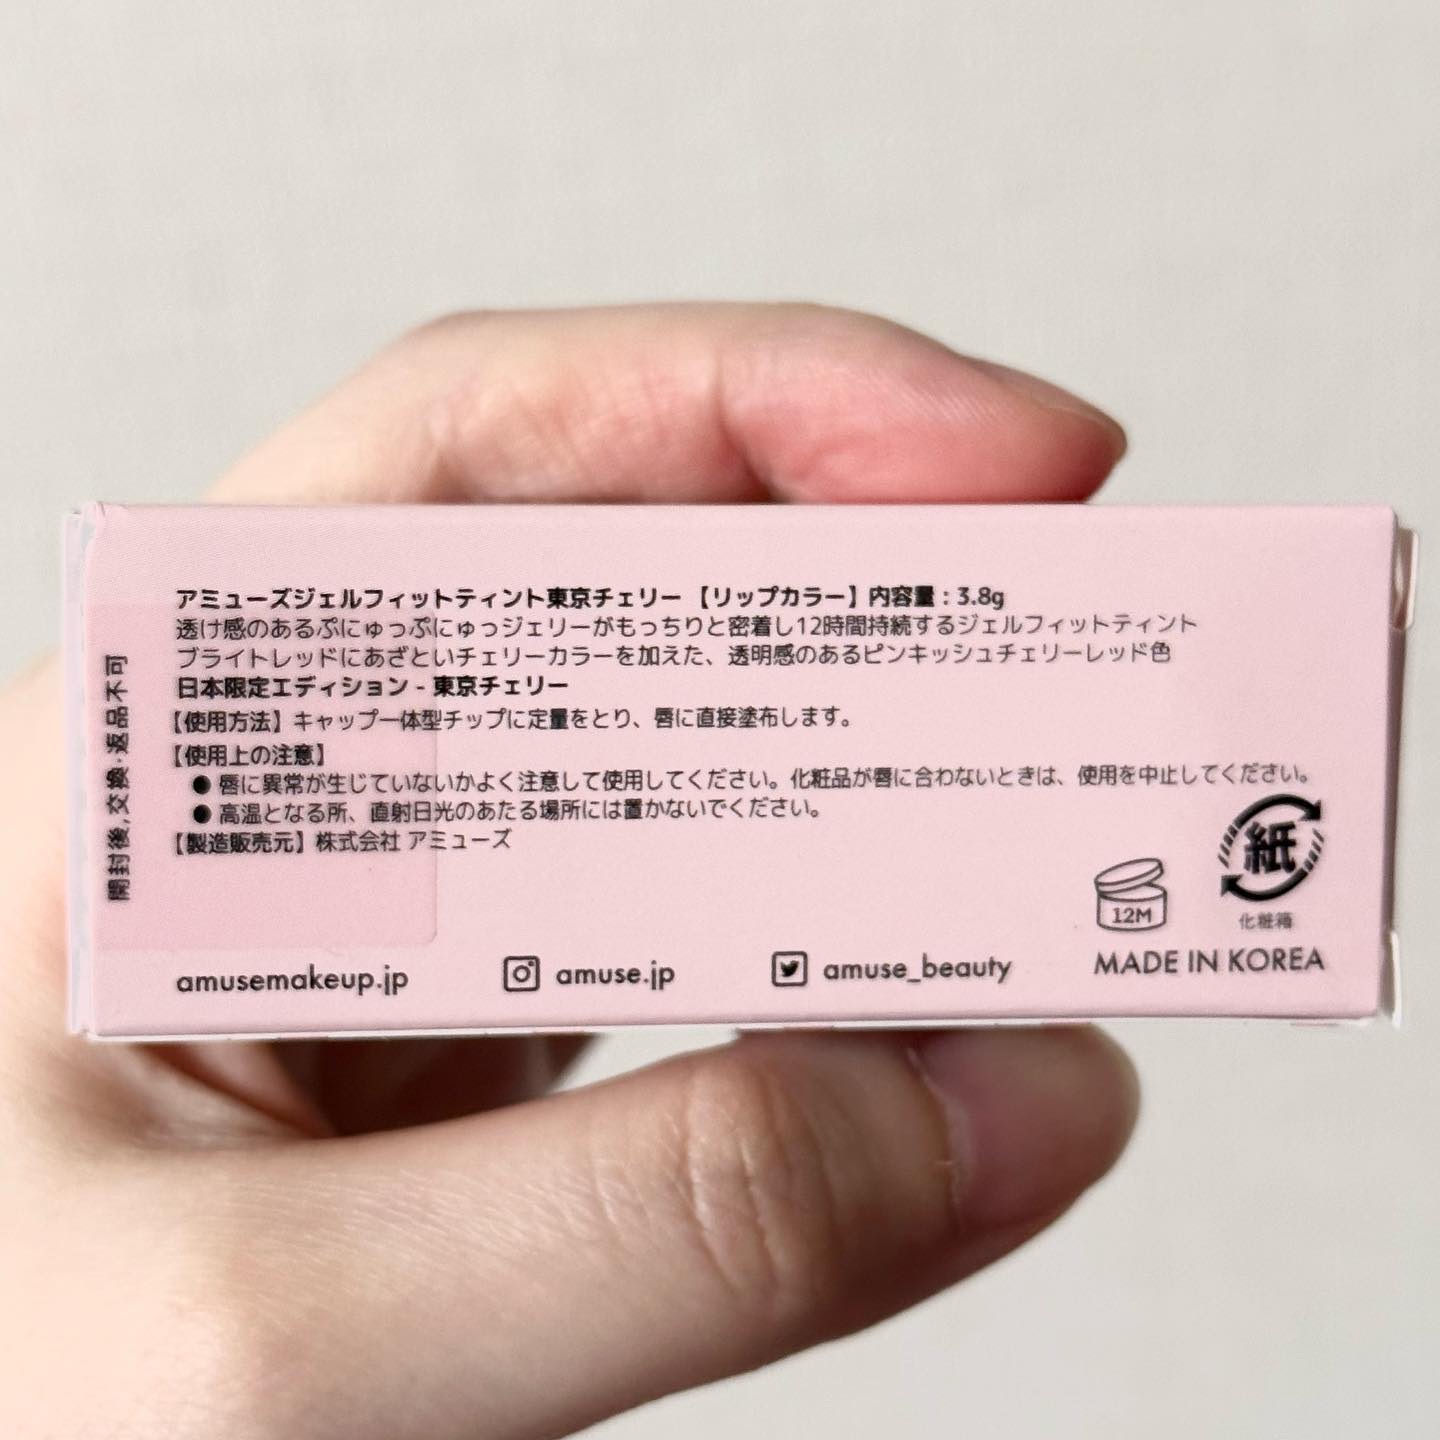 アミューズジェルフィットティント東京チェリー【リップカラー】内容量：3.8g
透け感のあるぷにゅっぷにゅっジェリーがもっちりと密着し12時間持続するジェルフィットティント
ブライトレッドにあざといチェリーカラーを加えた、透明感のあるピンキッシュチェリーレッド色
日本限定エディション - 東京チェリー
【使用方法】キャップ一体型チップに定量をとり、唇に直接塗布します。
【使用上の注意】
● 唇に異常が生じていないかよく注意して使用してください。化粧品が唇に合わないときは、使用を中止してください。
● 高温となる所、直射日光のあたる場所には置かないでください。
【製造販売元】株式会社 アミューズ
開封後,交換·返品不可
12M
紙
化粧箱
amusemakeup.jp
amuse.jp
amuse_beauty
MADE IN KOREA